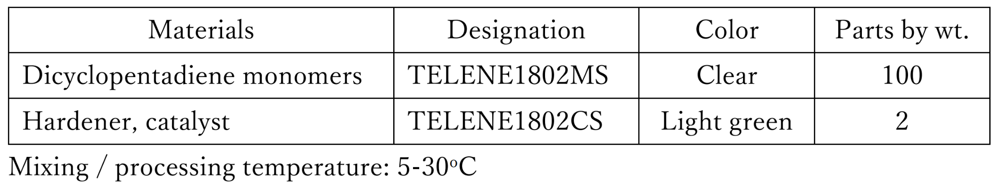 Materials Designation Color Parts by wt.
Dicyclopentadiene monomers TELENE1802MS Clear 100
Hardener, catalyst TELENE1802CS Light green 2
Mixing / processing temperature: 5-30°C